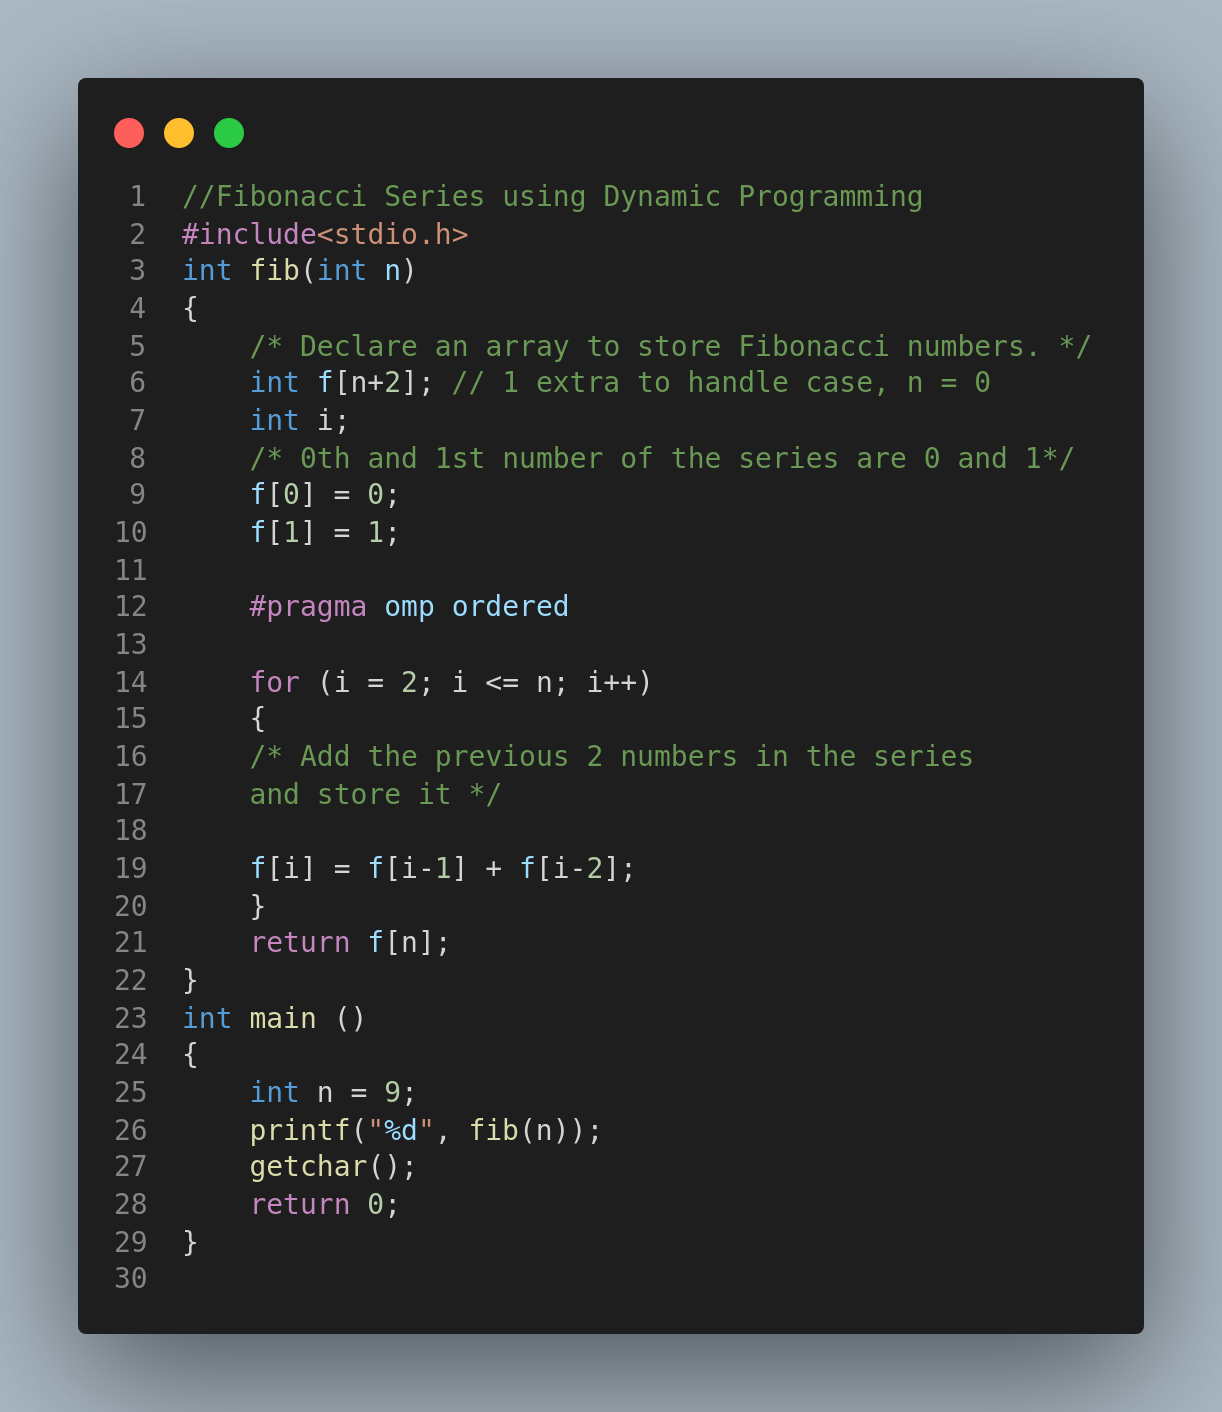 1 //Fibonacci Series using Dynamic Programming
2 #include<stdio.h>
3 int fib(int n)
4 {
5     /* Declare an array to store Fibonacci numbers. */
6     int f[n+2]; // 1 extra to handle case, n = 0
7     int i;
8     /* 0th and 1st number of the series are 0 and 1*/
9     f[0] = 0;
10     f[1] = 1;
11
12     #pragma omp ordered
13
14     for (i = 2; i <= n; i++)
15     {
16     /* Add the previous 2 numbers in the series
17     and store it */
18
19     f[i] = f[i-1] + f[i-2];
20     }
21     return f[n];
22 }
23 int main ()
24 {
25     int n = 9;
26     printf("%d", fib(n));
27     getchar();
28     return 0;
29 }
30